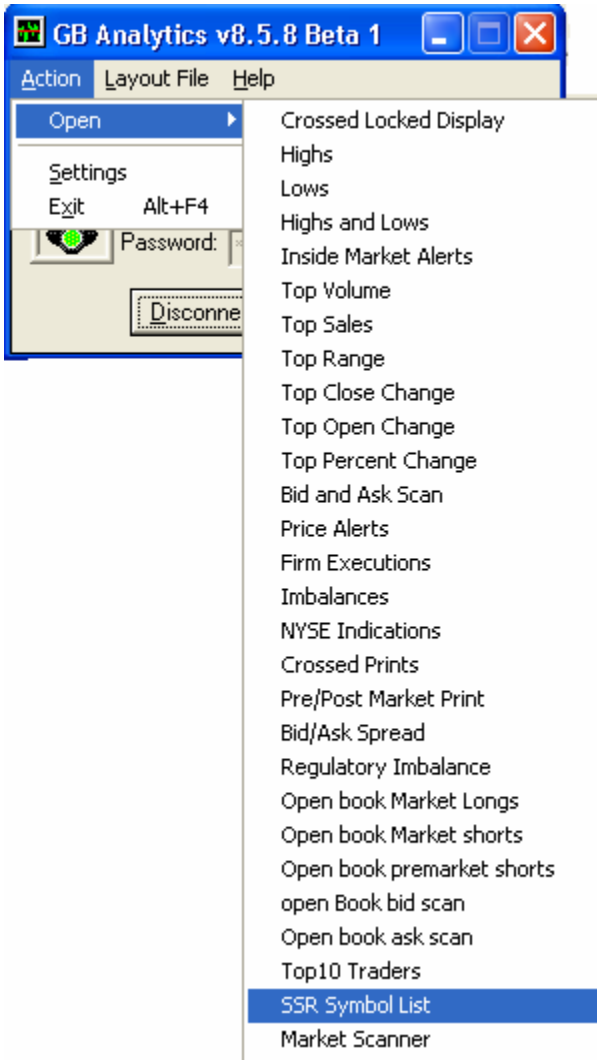 GB Analytics v8.5.8 Beta 1
Action Layout File Help
Open
Settings
Exit Alt+F4
Password:
Crossed Locked Display
Highs
Lows
Highs and Lows
Inside Market Alerts
Top Volume
Top Sales
Top Range
Top Close Change
Top Open Change
Top Percent Change
Bid and Ask Scan
Price Alerts
Firm Executions
Imbalances
NYSE Indications
Crossed Prints
Pre/Post Market Print
Bid/Ask Spread
Regulatory Imbalance
Open book Market Longs
Open book Market shorts
Open book premarket shorts
open Book bid scan
Open book ask scan
Top10 Traders
SSR Symbol List
Market Scanner